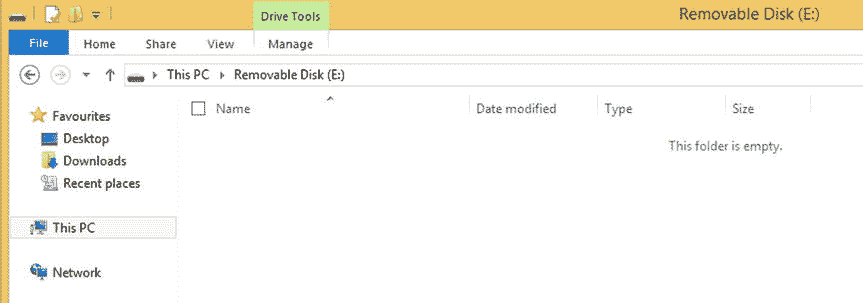 Drive Tools
Removable Disk (E:)
File Home Share View Manage
This PC Removable Disk (E:)
Name Date modified Type Size
This folder is empty.
Favourites
Desktop
Downloads
Recent places
This PC
Network